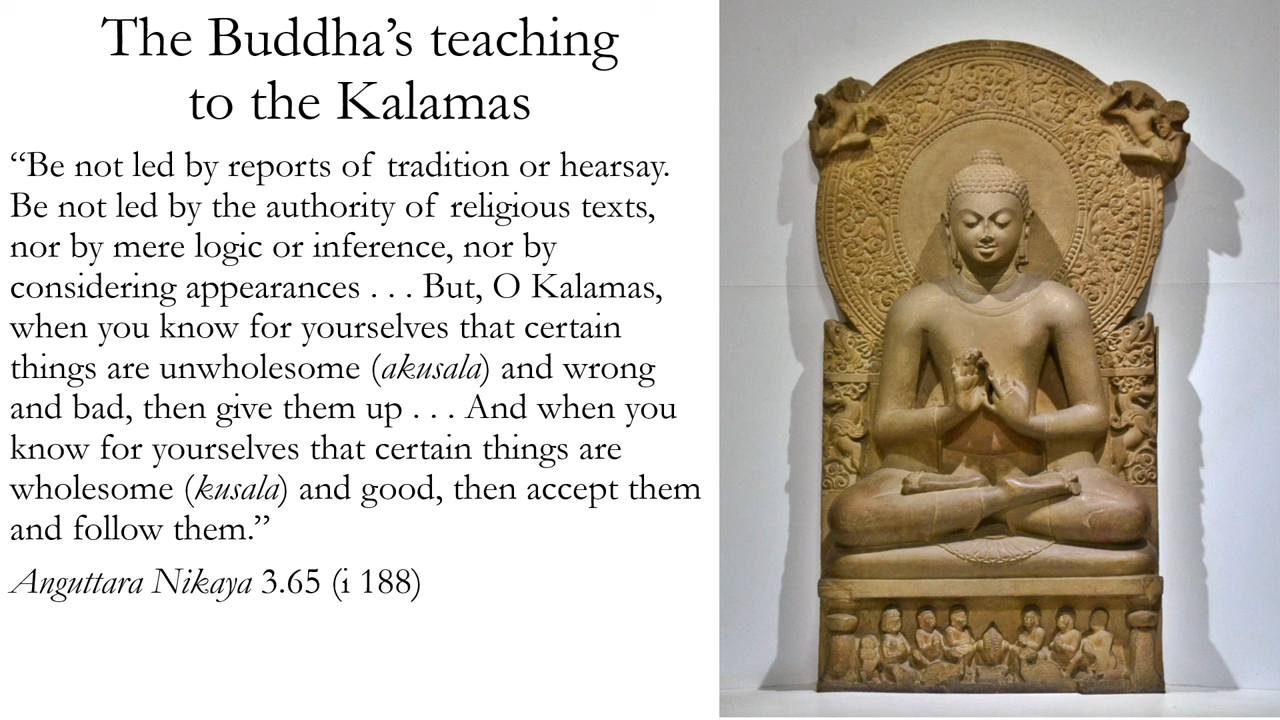 The Buddha’s teaching
to the Kalamas
“Be not led by reports of tradition or hearsay.
Be not led by the authority of religious texts,
nor by mere logic or inference, nor by
considering appearances . . . But, O Kalamas,
when you know for yourselves that certain
things are unwholesome (akusala) and wrong
and bad, then give them up . . . And when you
know for yourselves that certain things are
wholesome (kusala) and good, then accept them
and follow them.”
Anguttara Nikaya 3.65 (i 188)